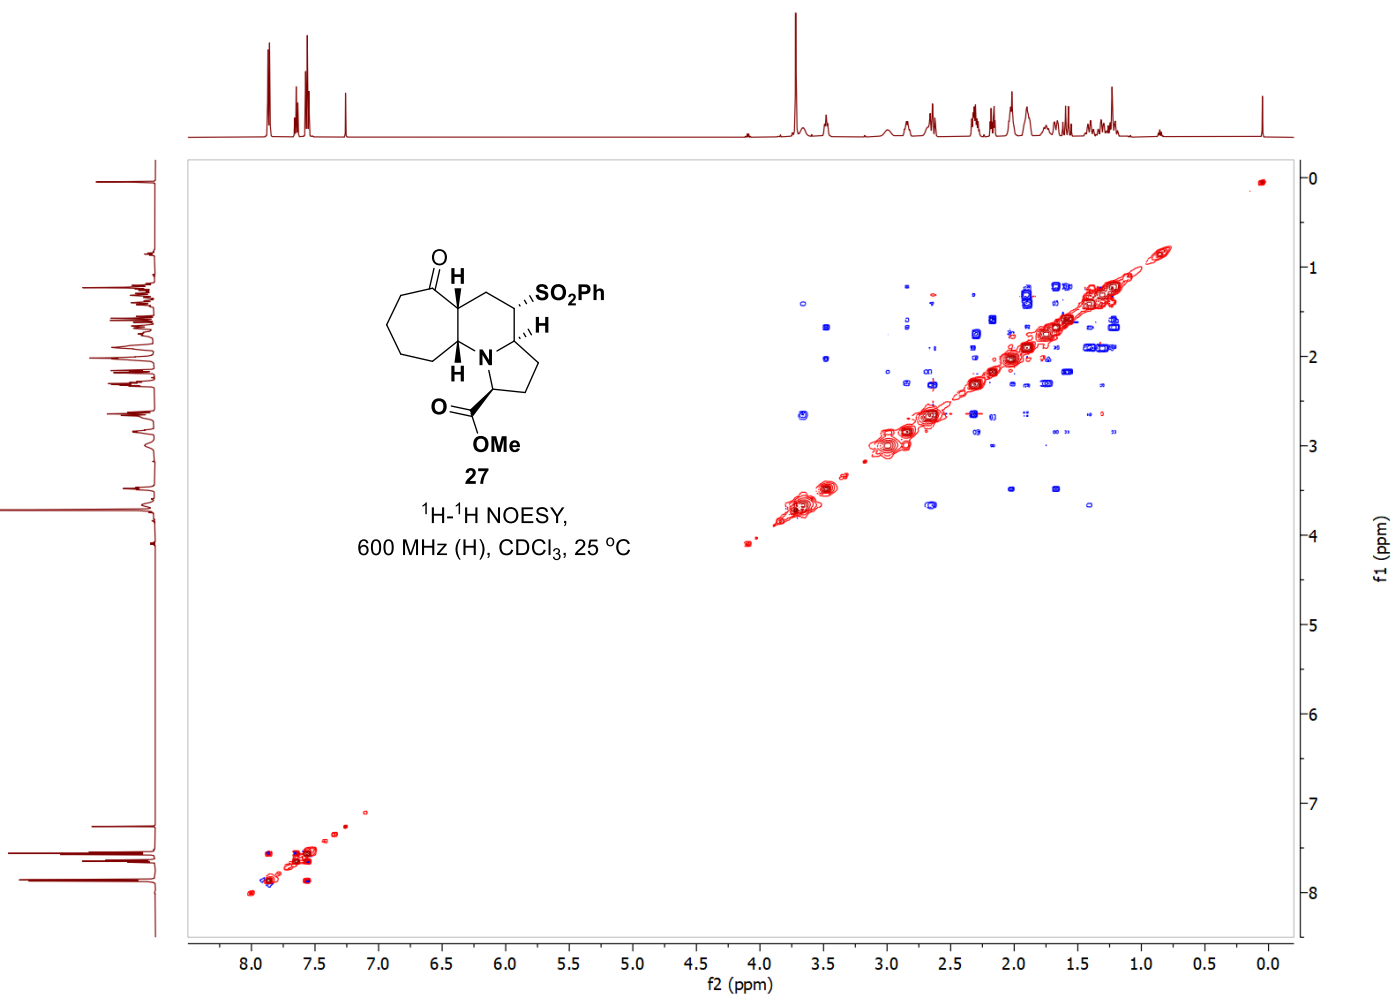 0
1
2
3
4
5
6
7
8
f1 (ppm)
O
H
SO2Ph
H
N
H
O
OMe
27
¹H-¹H NOESY,
600 MHz (H), CDCl₃, 25 °C
8.0 7.5 7.0 6.5 6.0 5.5 5.0 4.5 4.0 3.5 3.0 2.5 2.0 1.5 1.0 0.5 0.0
f2 (ppm)